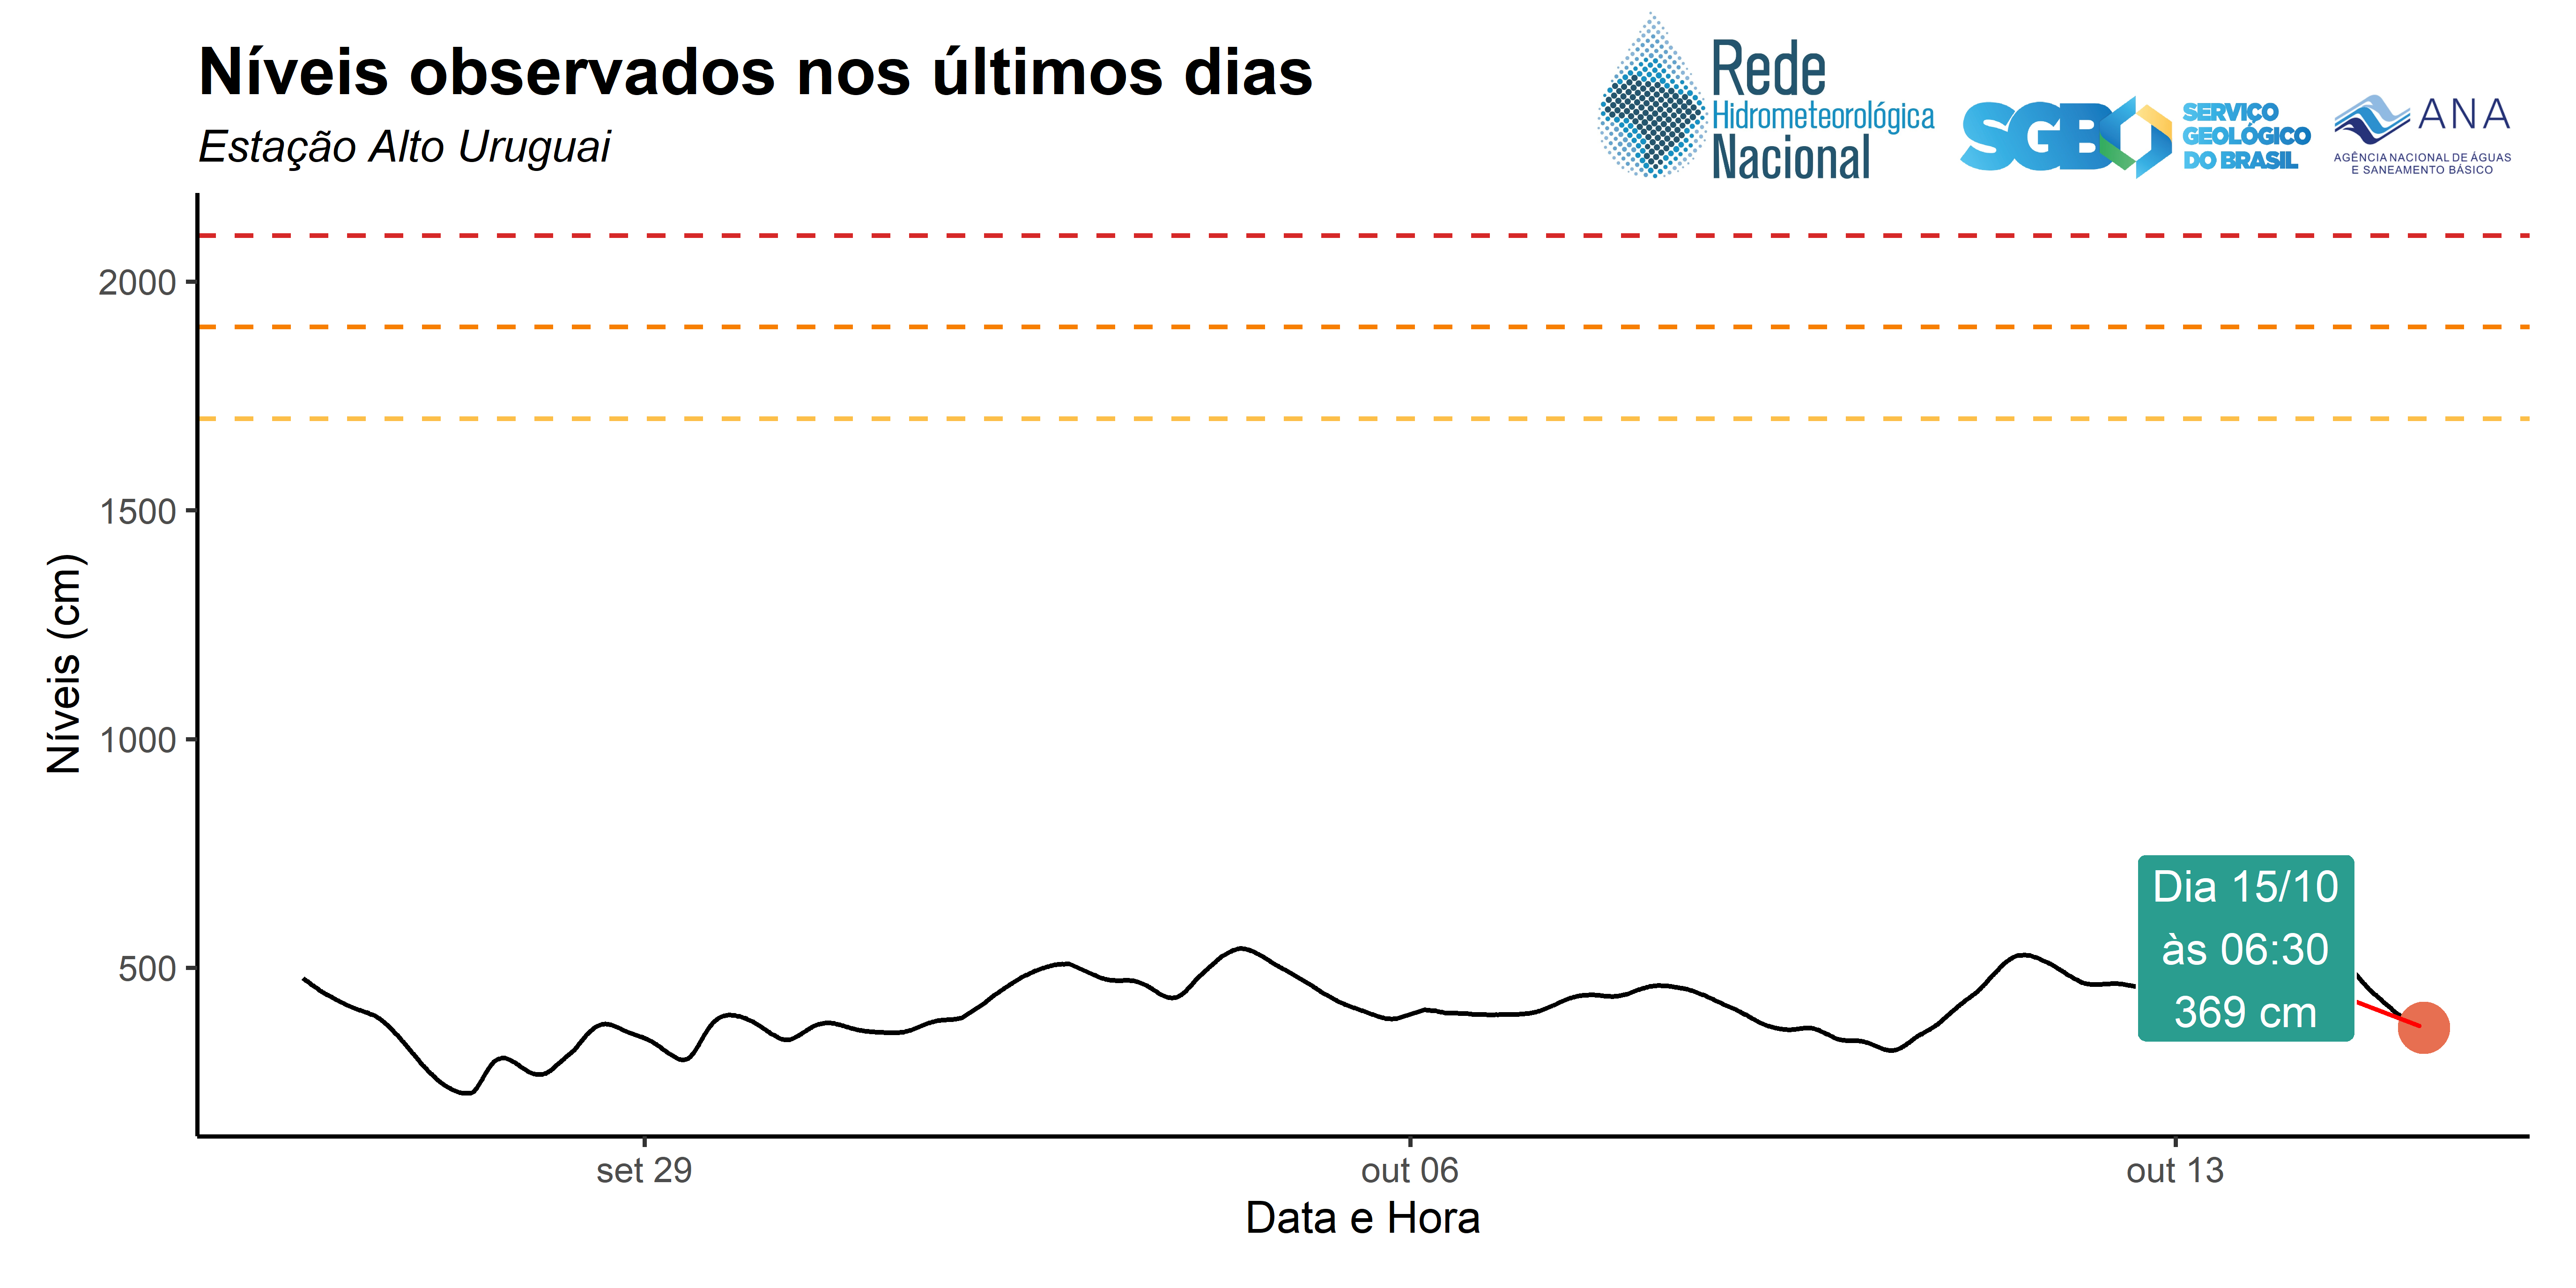 Níveis observados nos últimos dias
Estação Alto Uruguai
Rede
Hidrometeorológica
Nacional
SGB
SERVIÇO
GEOLÓGICO
DO BRASIL
ANA
AGÊNCIA NACIONAL DE ÁGUAS
E SANEAMENTO BÁSICO
Níveis (cm)
2000
1500
1000
500
Dia 15/10
às 06:30
369 cm
set 29
out 06
out 13
Data e Hora